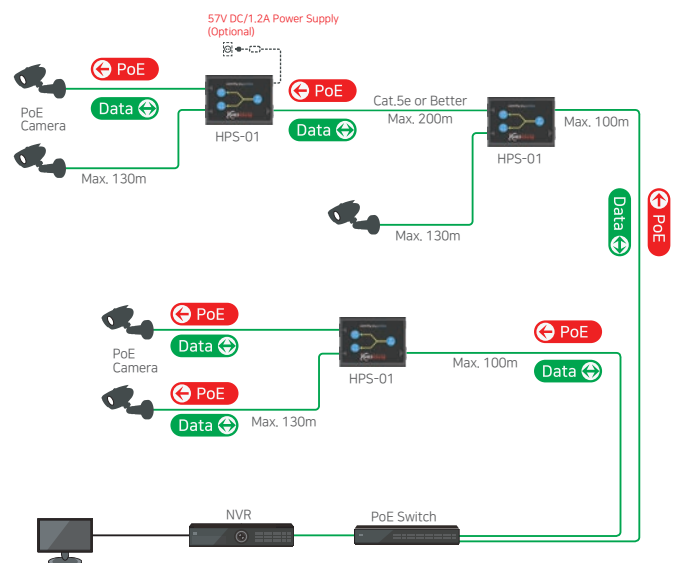 57V DC/1.2A Power Supply
(Optional)
PoE
Data
PoE
Camera
HPS-01
Max. 130m
PoE
Data
Cat.5e or Better
Max. 200m
HPS-01
Max. 100m
Max. 130m
Data
PoE
PoE
Data
PoE
Camera
PoE
Data
Max. 130m
HPS-01
Max. 100m
PoE
Data
NVR
PoE Switch